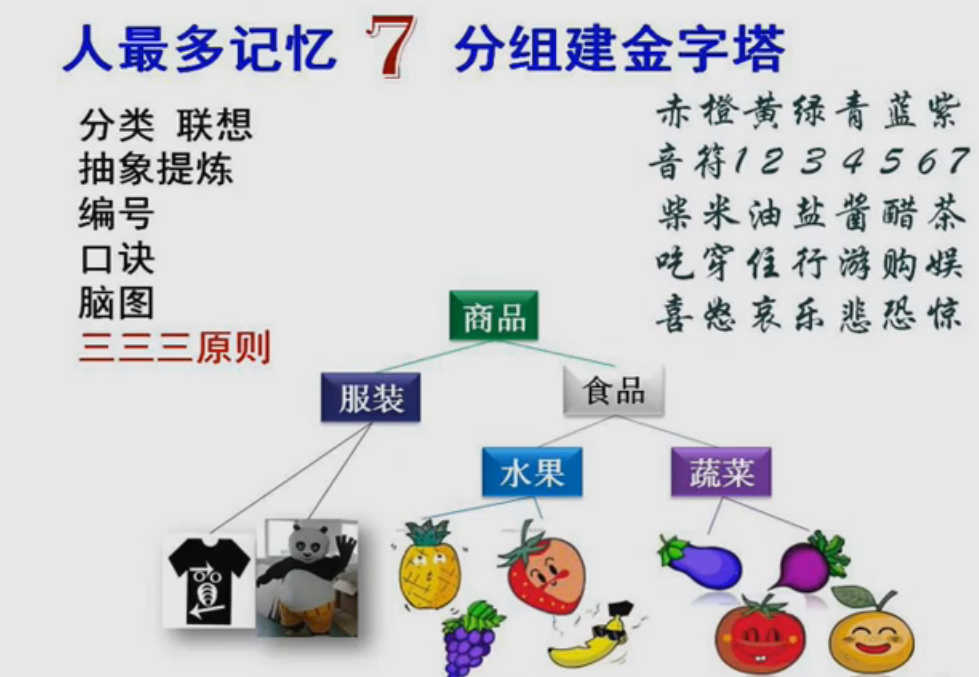 人最多记忆 7 分组建金字塔
分类 联想
抽象提炼
编号
口诀
脑图
三三三原则
赤橙黄绿青蓝紫
音符1 2 3 4 5 6 7
柴米油盐酱醋茶
吃穿住行游购娱
喜怒哀乐悲恐惊
商品
服装
食品
水果
蔬菜